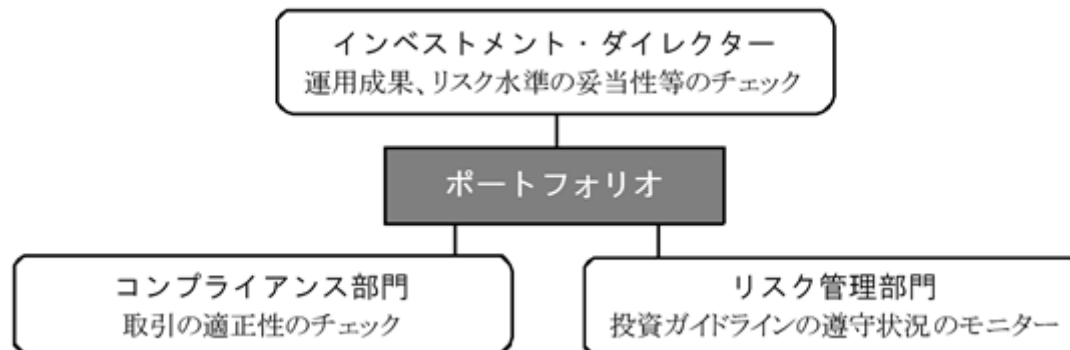 インベストメント・ダイレクター
運用成果、リスク水準の妥当性等のチェック
ポートフォリオ
コンプライアンス部門
取引の適正性のチェック
リスク管理部門
投資ガイドラインの遵守状況のモニター